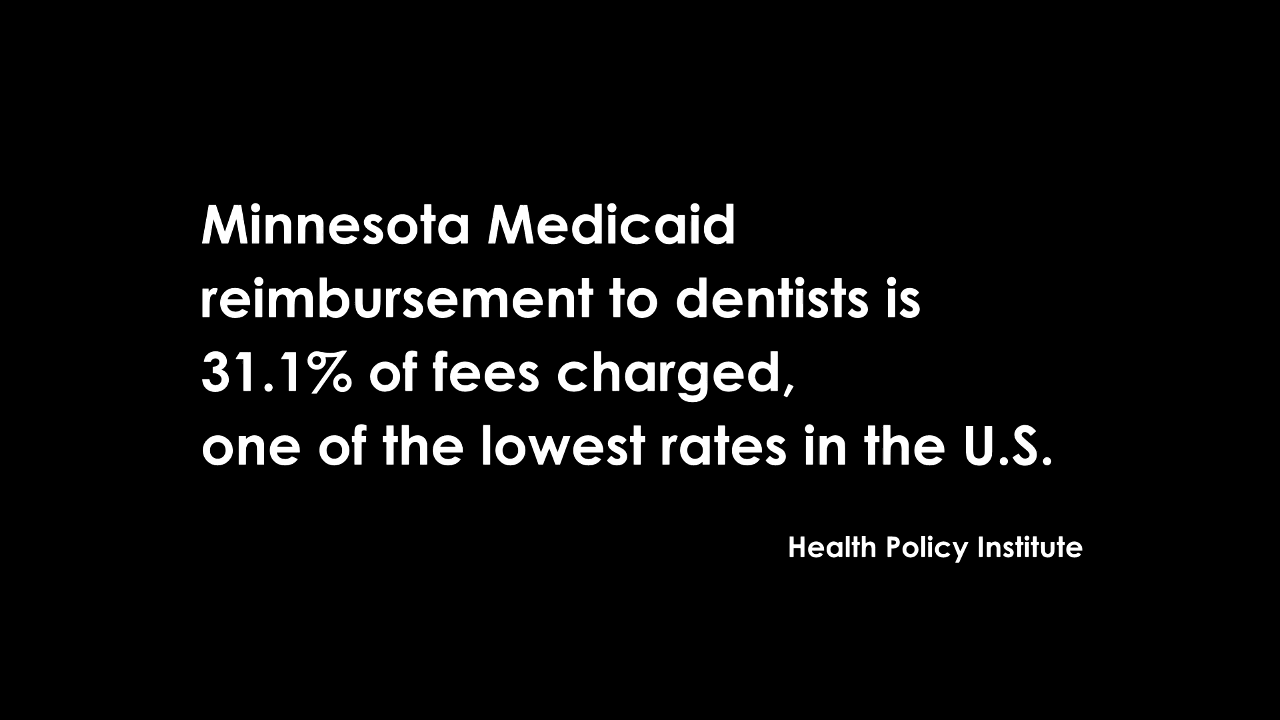 Minnesota Medicaid
reimbursement to dentists is
31.1% of fees charged,
one of the lowest rates in the U.S.
Health Policy Institute